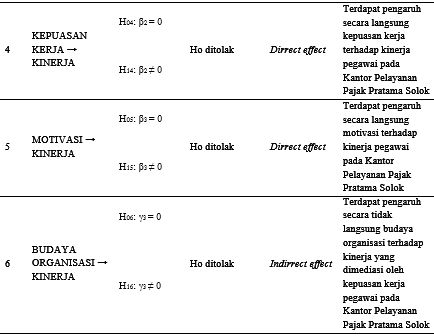 4 KEPUASAN KERJA → KINERJA H04: β2 = 0 H14: β2 ≠ 0 Ho ditolak Dirrect effect Terdapat pengaruh
secara langsung
kepuasan kerja
terhadap kinerja
pegawai pada
Kantor Pelayanan
Pajak Pratama Solok
5 MOTIVASI → KINERJA H05: β3 = 0 H15: β3 ≠ 0 Ho ditolak Dirrect effect Terdapat pengaruh
secara langsung
motivasi terhadap
kinerja pegawai
pada Kantor
Pelayanan Pajak
Pratama Solok
6 BUDAYA ORGANISASI → KINERJA H06: γ3 = 0 H16: γ3 ≠ 0 Ho ditolak Indirrect effect Terdapat pengaruh
secara tidak
langsung budaya
organisasi terhadap
kinerja yang
dimediasi oleh
kepuasan kerja
pegawai pada
Kantor Pelayanan
Pajak Pratama Solok